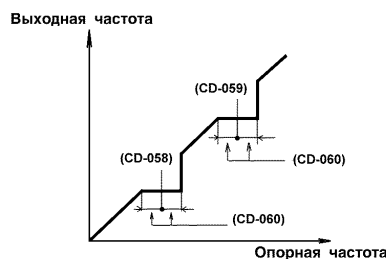 Выходная частота
(CD-059)
(CD-058)
(CD-060)
(CD-060)
Опорная частота